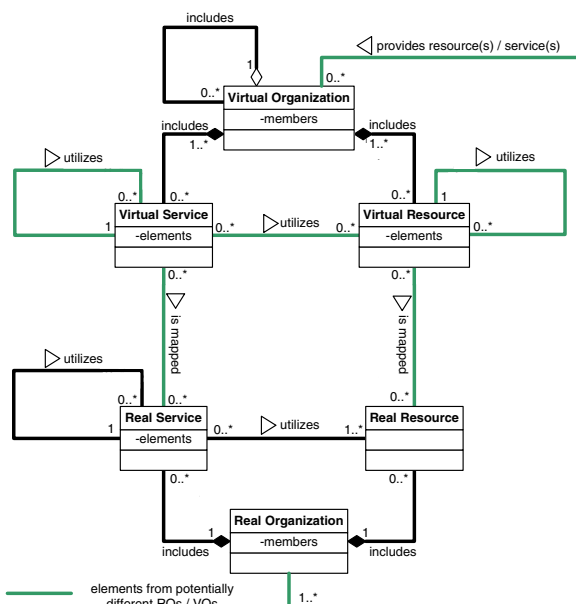 includes
provides resource(s) / service(s)
1
0..*
0..*
Virtual Organization
-members
includes
includes
1..*
1..*
utilizes
utilizes
0..*
0..*
0..*
1
Virtual Service
Virtual Resource
utilizes
1
-elements
0..*
0..*
-elements
0..*
0..*
0..*
is mapped
is mapped
utilizes
0..*
0..*
0..*
Real Service
Real Resource
utilizes
1
-elements
0..*
1..*
0..*
0..*
Real Organization
1
1
-members
includes
includes
elements from potentially
different ROs / VOs
1..*